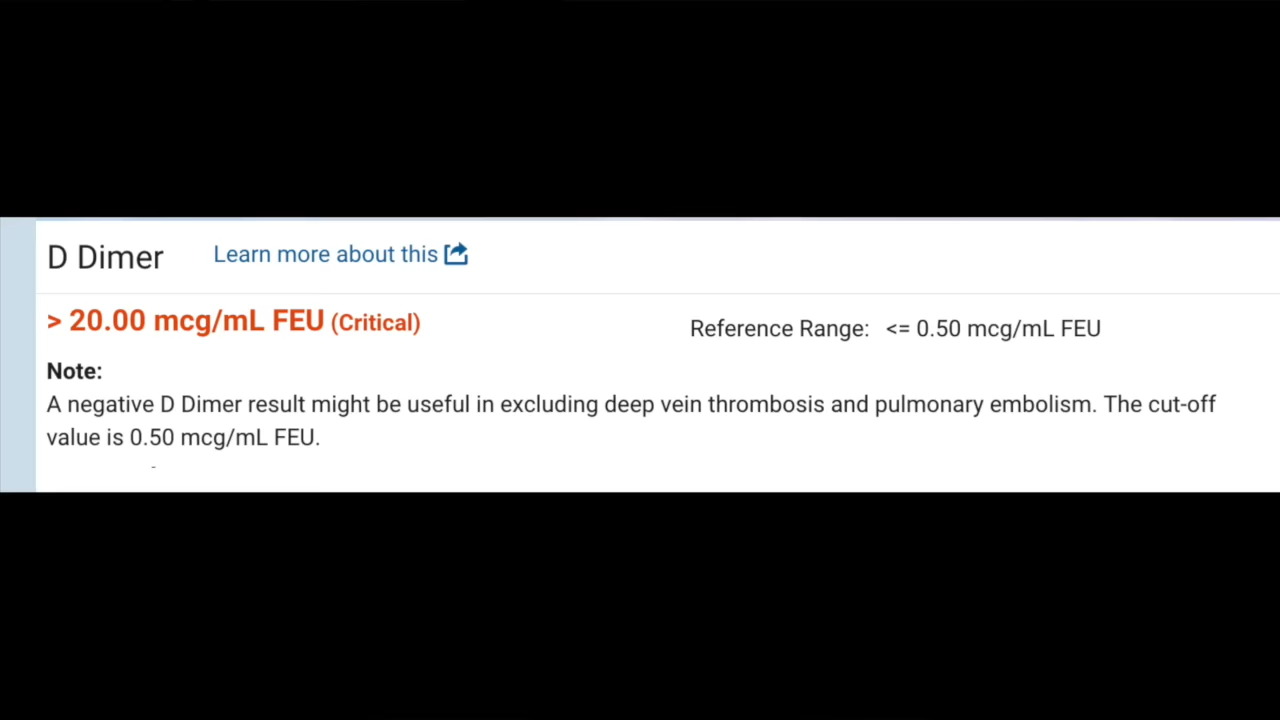 D Dimer Learn more about this
> 20.00 mcg/mL FEU (Critical) Reference Range: <= 0.50 mcg/mL FEU
Note:
A negative D Dimer result might be useful in excluding deep vein thrombosis and pulmonary embolism. The cut-off
value is 0.50 mcg/mL FEU.